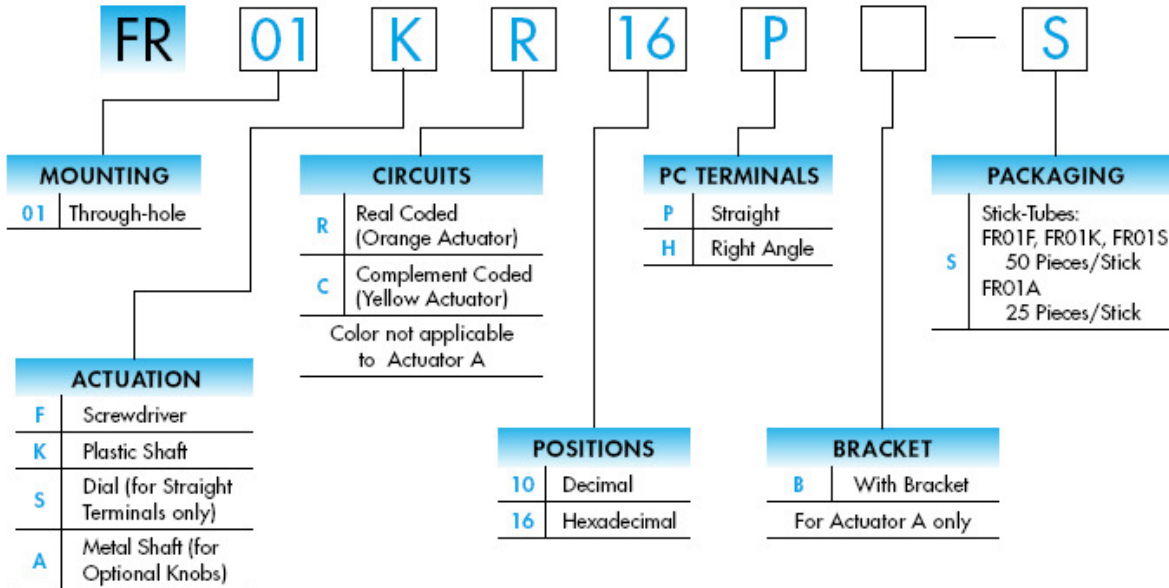 FR 01 K R 16 P — S
MOUNTING
01 Through-hole
ACTUATION
F Screwdriver
K Plastic Shaft
S Dial (for Straight
Terminals only)
A Metal Shaft (for
Optional Knobs)
CIRCUITS
R Real Coded
(Orange Actuator)
C Complement Coded
(Yellow Actuator)
Color not applicable
to Actuator A
POSITIONS
10 Decimal
16 Hexadecimal
PC TERMINALS
P Straight
H Right Angle
BRACKET
B With Bracket
For Actuator A only
PACKAGING
S Stick-Tubes:
FR01F, FR01K, FR01S
50 Pieces/Stick
FR01A
25 Pieces/Stick